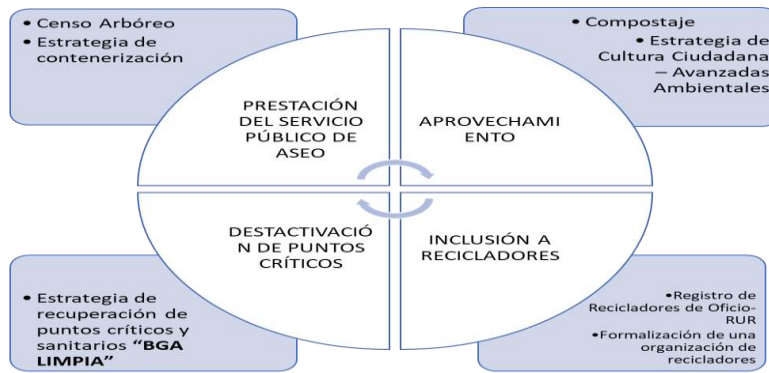 • Censo Arbóreo
• Estrategia de
contenerización
• Compostaje
• Estrategia de
Cultura Ciudadana
– Avanzadas
Ambientales
PRESTACIÓN
DEL SERVICIO
PÚBLICO DE
ASEO
APROVECHAMI
ENTO
DESTACTIVACIÓ
N DE PUNTOS
CRÍTICOS
INCLUSIÓN A
RECICLADORES
• Estrategia de
recuperación de
puntos críticos y
sanitarios “BGA
LIMPIA”
•Registro de
Recicladores de Oficio-
RUR
•Formalización de una
organización de
recicladores